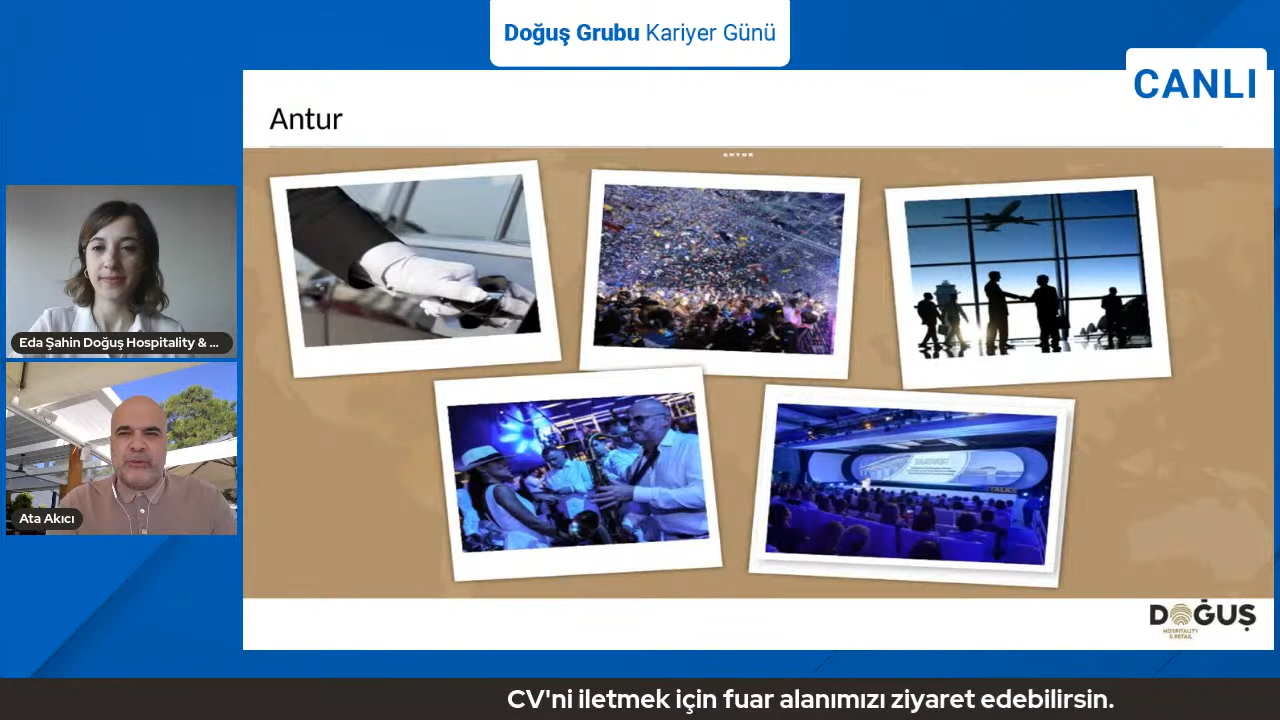 Doğuş Grubu Kariyer Günü
CANLI
Antur
ANTUR
Eda Şahin Doğuş Hospitality & ...
Ata Akıcı
DOĞUŞ
HOSPITALITY
& RETAIL
CV'ni iletmek için fuar alanımızı ziyaret edebilirsin.